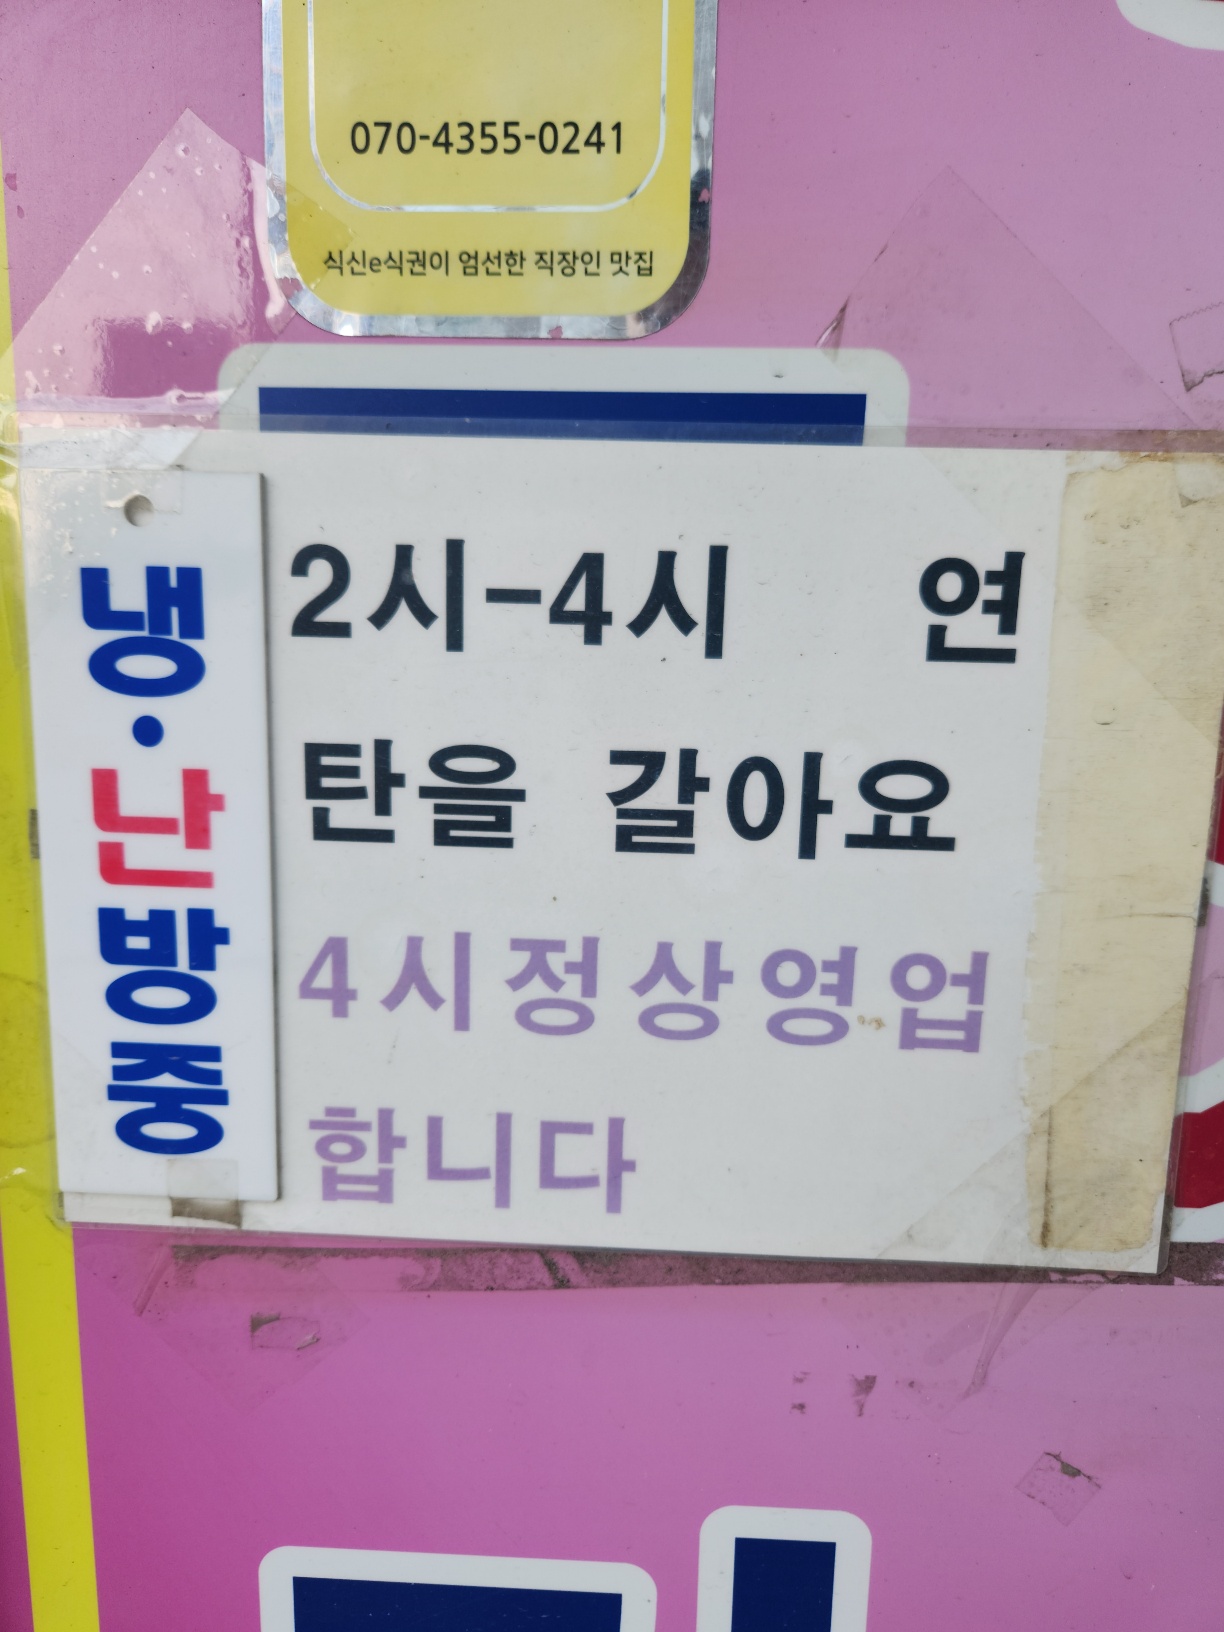 070-4355-0241
식신e식권이 엄선한 직장인 맛집
냉·난방중
2시-4시 연
탄을 갈아요
4시정상영업
합니다